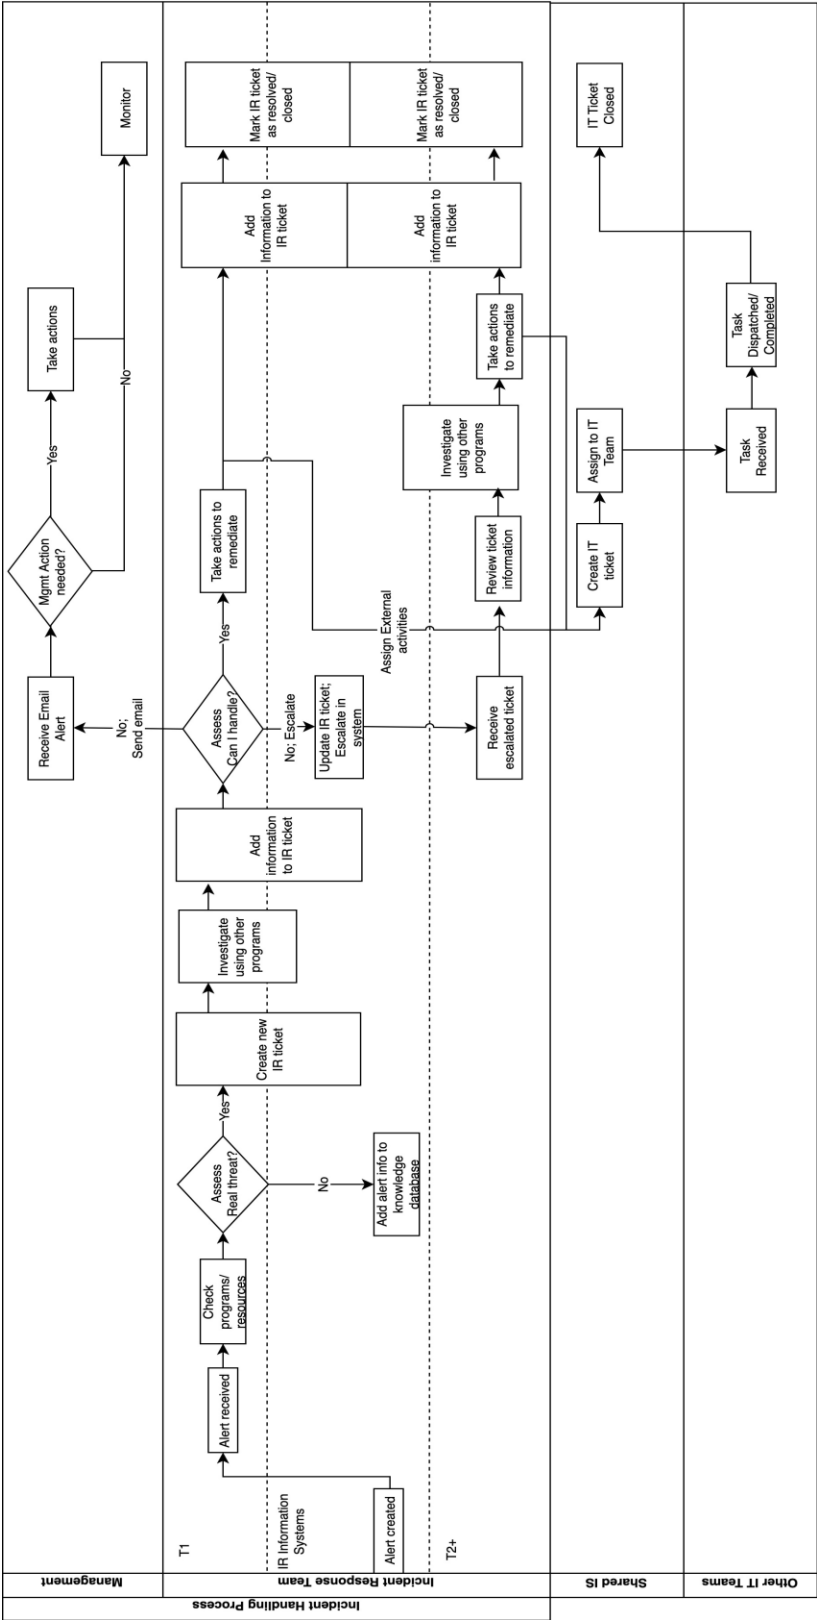 Incident Handling Process
Management
Incident Response Team
Shared IS
Other IT Teams
T1
IR Information
Systems
T2+
Receive Email
Alert
Mgmt Action
needed?
Yes
Take actions
No
Monitor
No;
Send email
Alert created
Alert received
Check
programs/
resources
Assess
Real threat?
Yes
No
Add alert info to
knowledge
database
Create new
IR ticket
Investigate
using other
programs
Add
information
to IR ticket
Assess
Can I handle?
Yes
No; Escalate
Update IR ticket;
Escalate in
system
Take actions to
remediate
Add
Information to
IR ticket
Mark IR ticket
as resolved/
closed
Receive
escalated ticket
Review ticket
information
Investigate
using other
programs
Take actions
to remediate
Add
information to
IR ticket
Mark IR ticket
as resolved/
closed
Assign External
activities
Create IT
ticket
Assign to IT
Team
IT Ticket
Closed
Task
Received
Task
Dispatched/
Completed